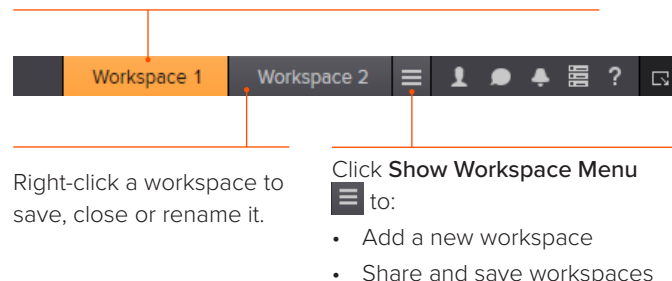 Workspace 1 Workspace 2 ?
Right-click a workspace to
save, close or rename it.
Click Show Workspace Menu
to:
• Add a new workspace
• Share and save workspaces